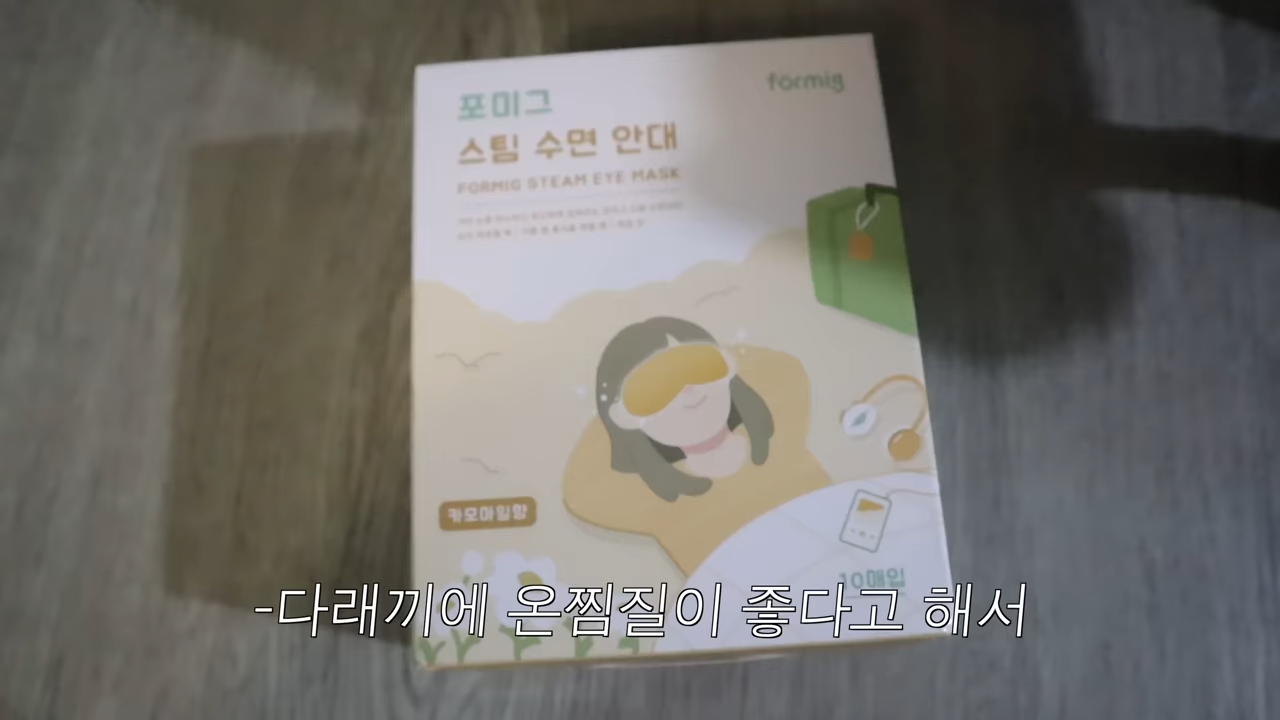 formig
포미그
스팀 수면 안대
FORMIG STEAM EYE MASK
카모마일향
10매입
-다래끼에 온찜질이 좋다고 해서